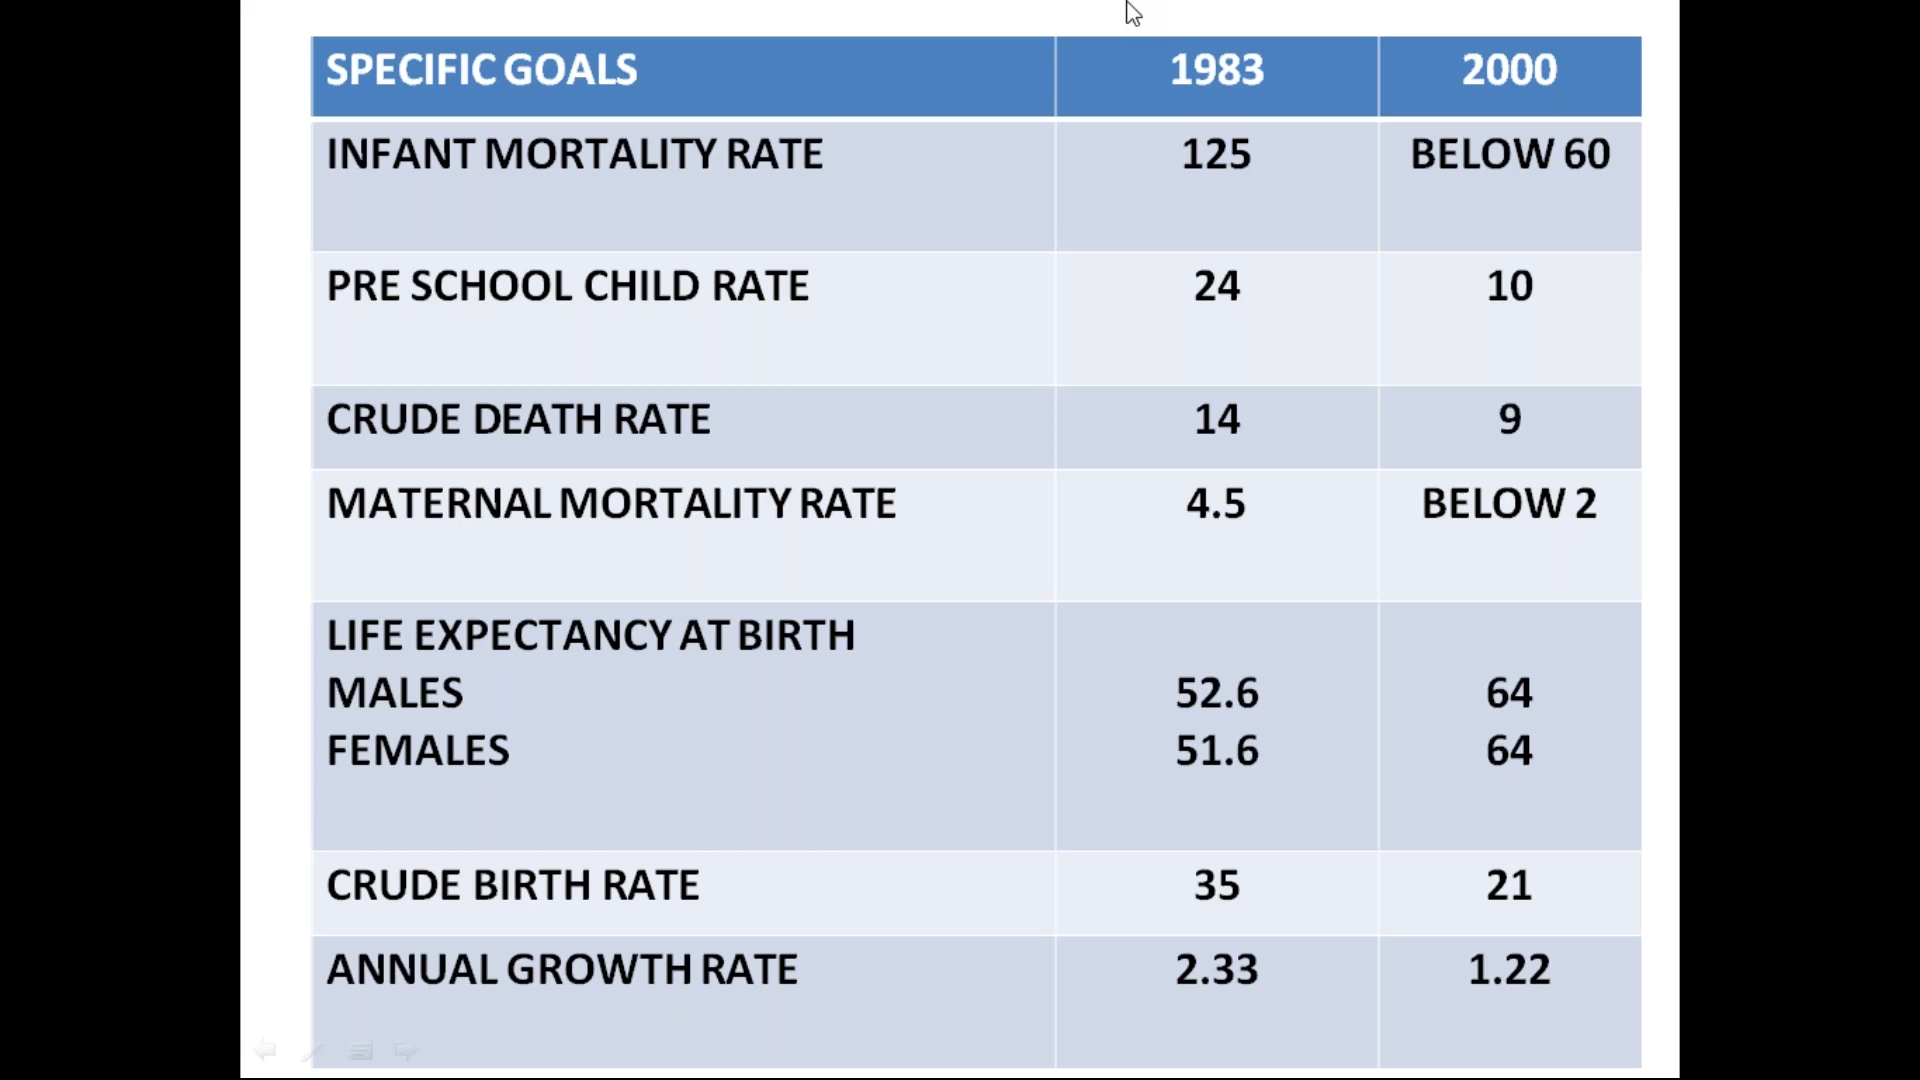 SPECIFIC GOALS 1983 2000
INFANT MORTALITY RATE 125 BELOW 60
PRE SCHOOL CHILD RATE 24 10
CRUDE DEATH RATE 14 9
MATERNAL MORTALITY RATE 4.5 BELOW 2
LIFE EXPECTANCY AT BIRTH
MALES 52.6 64
FEMALES 51.6 64
CRUDE BIRTH RATE 35 21
ANNUAL GROWTH RATE 2.33 1.22